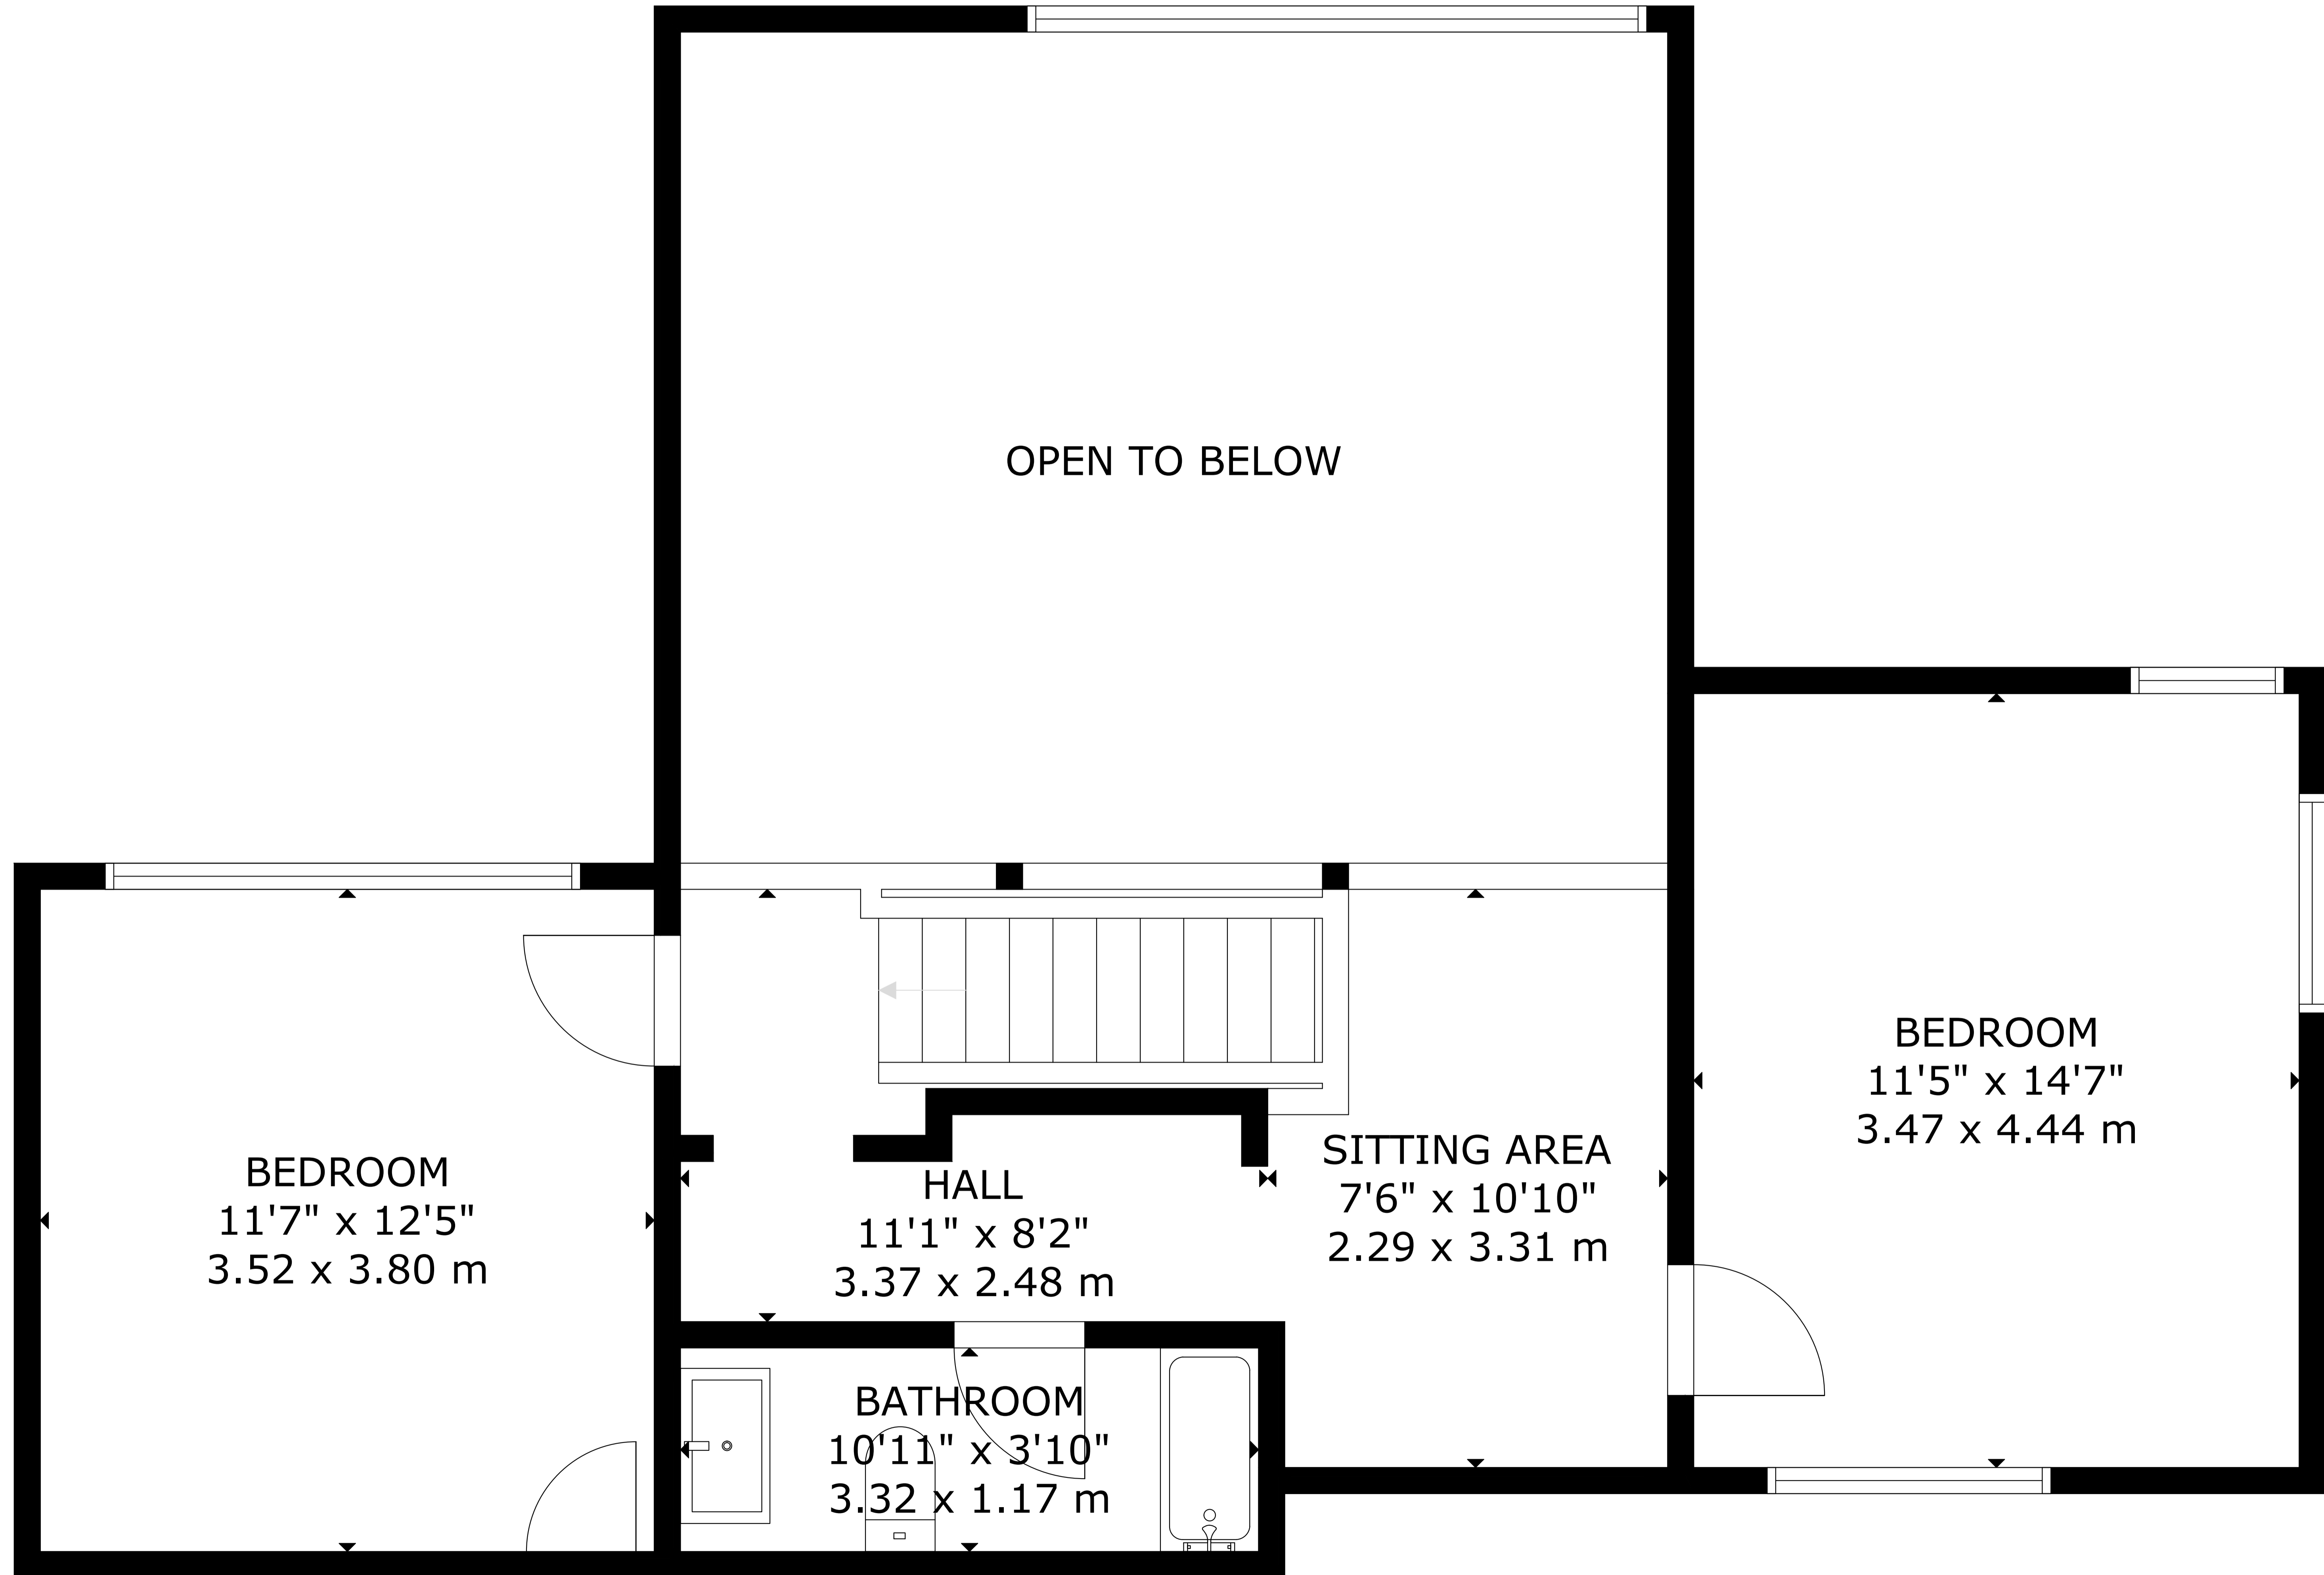 OPEN TO BELOW
BEDROOM
11'5" x 14'7"
3.47 x 4.44 m
BEDROOM
11'7" x 12'5"
3.52 x 3.80 m
HALL
11'1" x 8'2"
3.37 x 2.48 m
SITTING AREA
7'6" x 10'10"
2.29 x 3.31 m
BATHROOM
10'11" x 3'10"
3.32 x 1.17 m